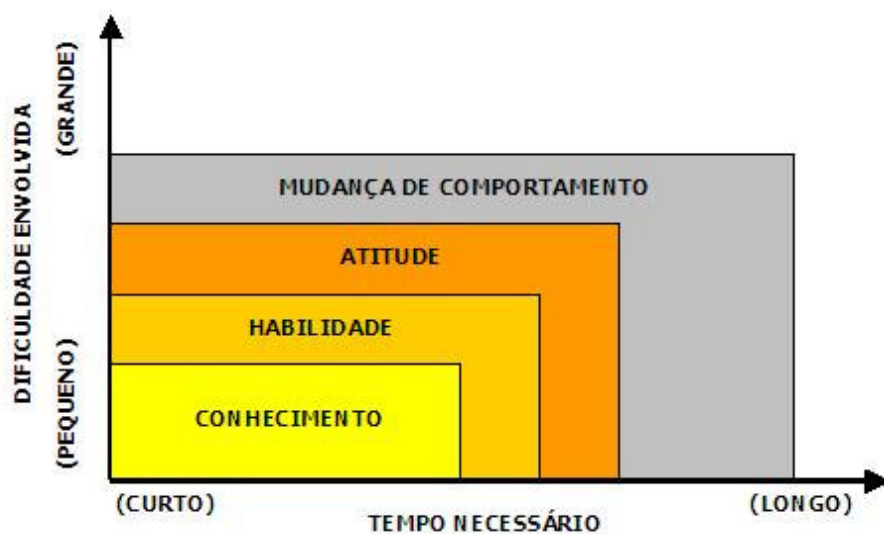 DIFICULDADE ENVOLVIDA
(GRANDE)
(PEQUENO)
MUDANÇA DE COMPORTAMENTO
ATITUDE
HABILIDADE
CONHECIMENTO
(CURTO)
(LONGO)
TEMPO NECESSÁRIO